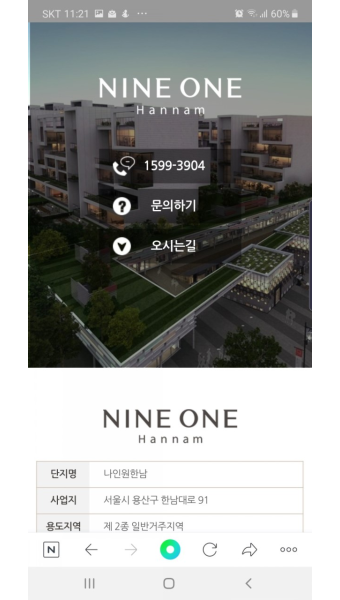 SKT 11:21
60%
NINE ONE
Hannam
1599-3904
문의하기
오시는길
NINE ONE
Hannam
단지명 나인원한남
사업지 서울시 용산구 한남대로 91
용도지역 제 2종 일반거주지역
N